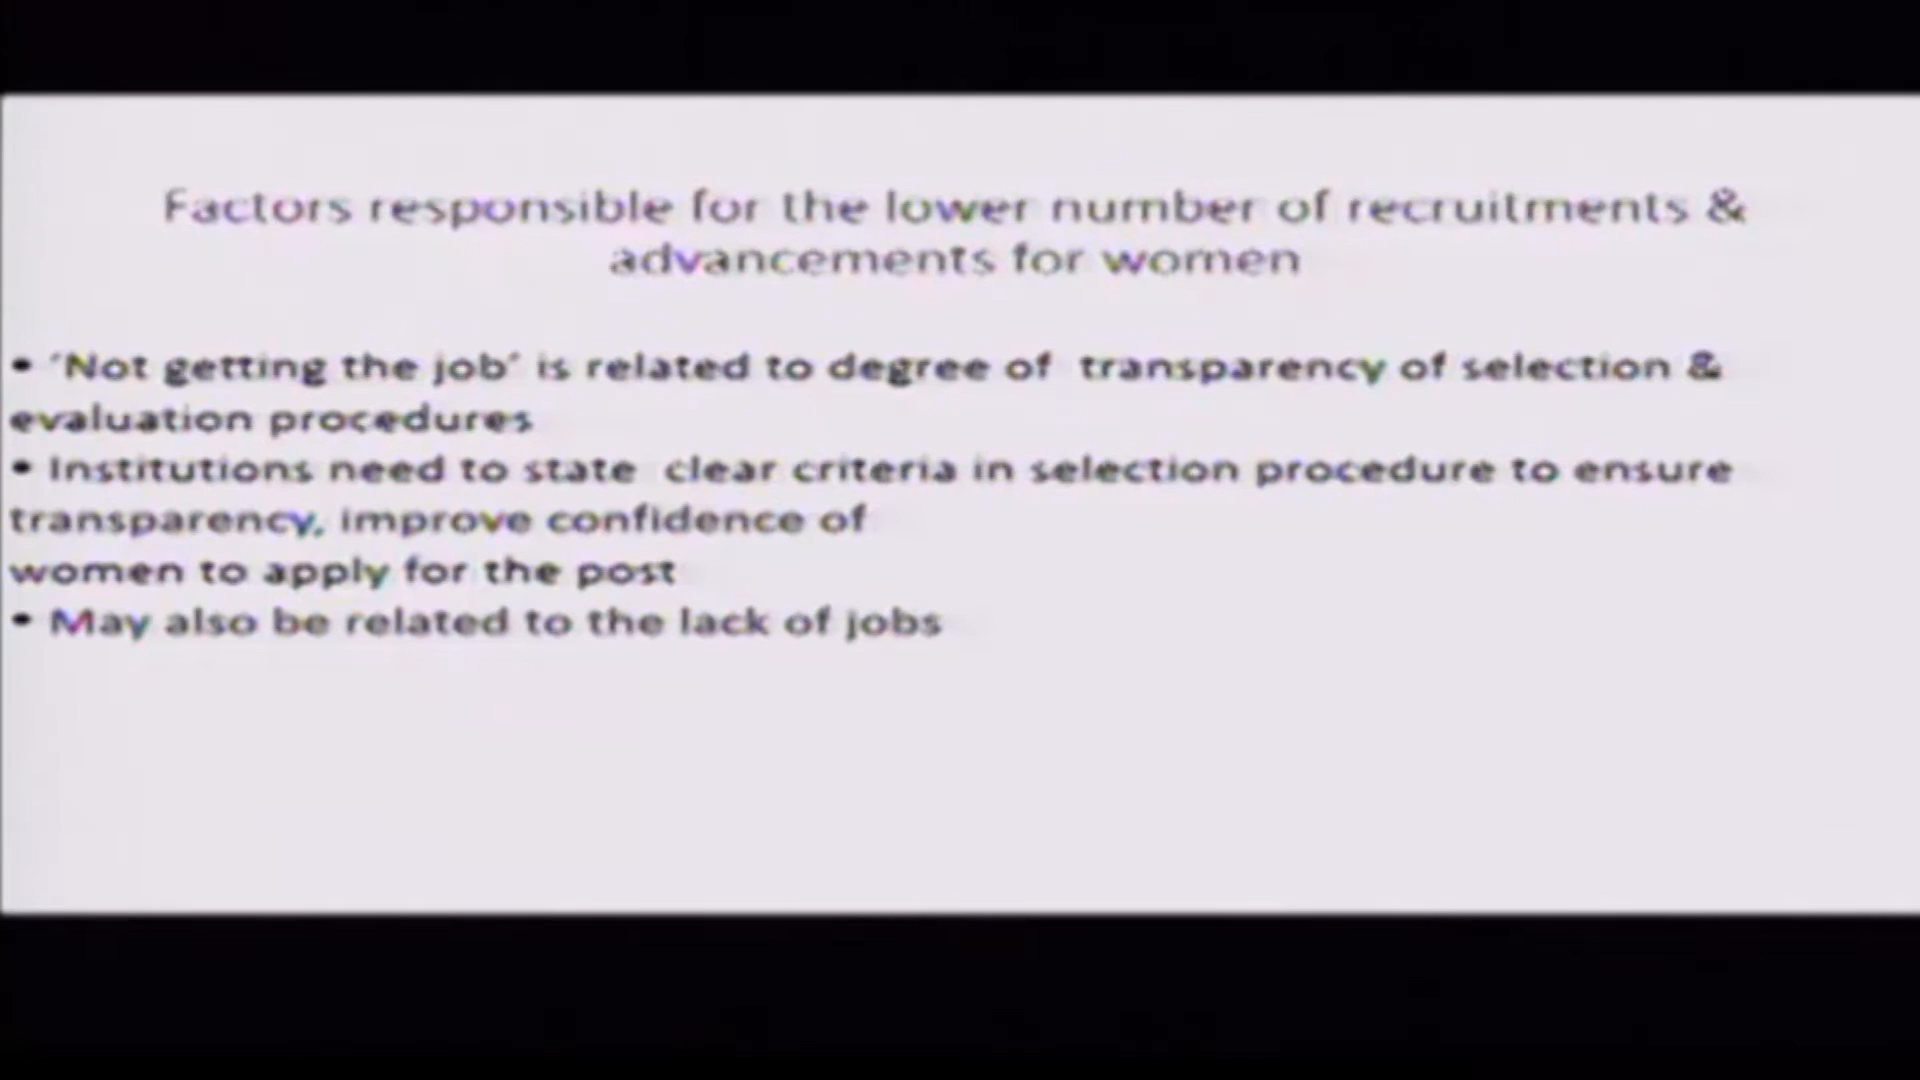 Factors responsible for the lower number of recruitments &
advancements for women
• ‘Not getting the job’ is related to degree of transparency of selection &
evaluation procedures
• Institutions need to state clear criteria in selection procedure to ensure
transparency, improve confidence of
women to apply for the post
• May also be related to the lack of jobs